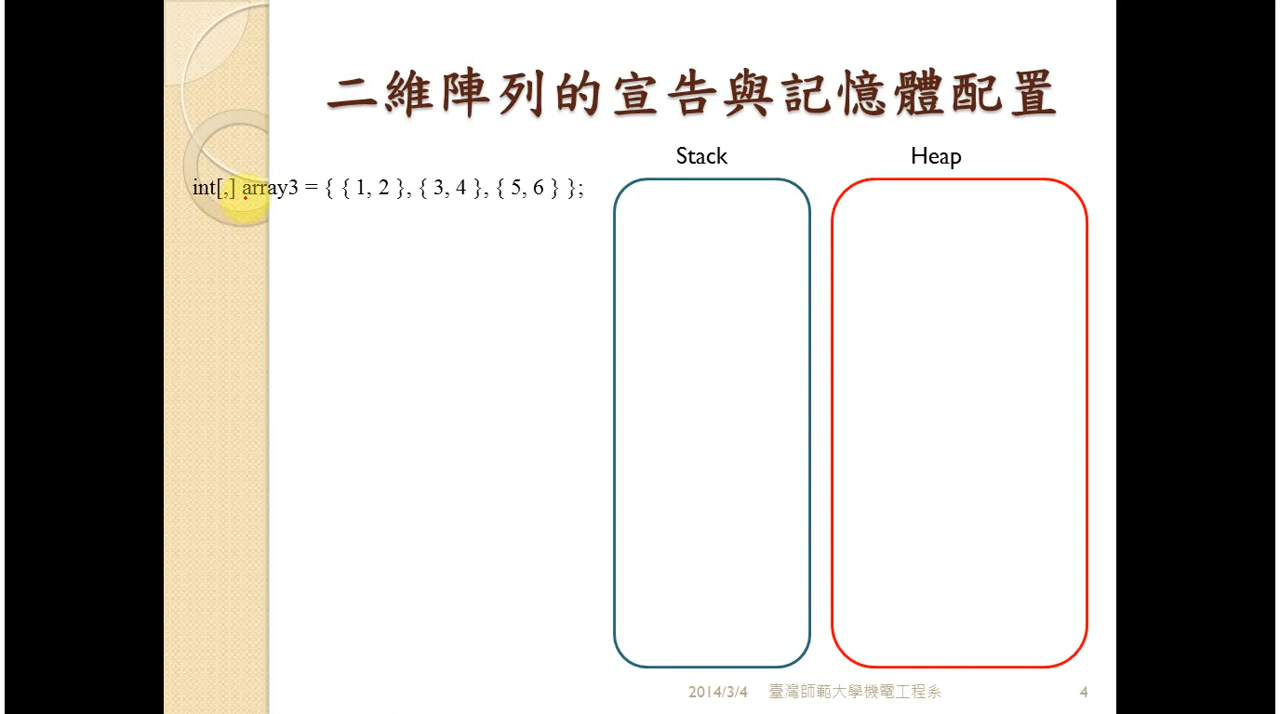 二維陣列的宣告與記憶體配置
Stack
Heap
int[,] array3 = { { 1, 2 }, { 3, 4 }, { 5, 6 } };
2014/3/4
臺灣師範大學機電工程系
4